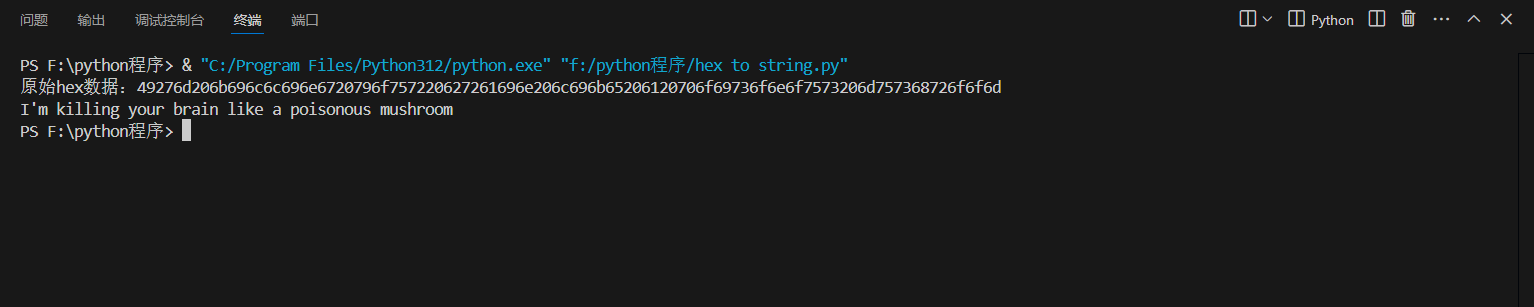 问题 输出 调试控制台 终端 端口 Python
PS F:\python程序> & "C:/Program Files/Python312/python.exe" "f:/python程序/hex to string.py"
原始hex数据：49276d206b696c6c696e6720796f757220627261696e206c696b65206120706f69736f6e6f7573206d757368726f6f6d
I'm killing your brain like a poisonous mushroom
PS F:\python程序>